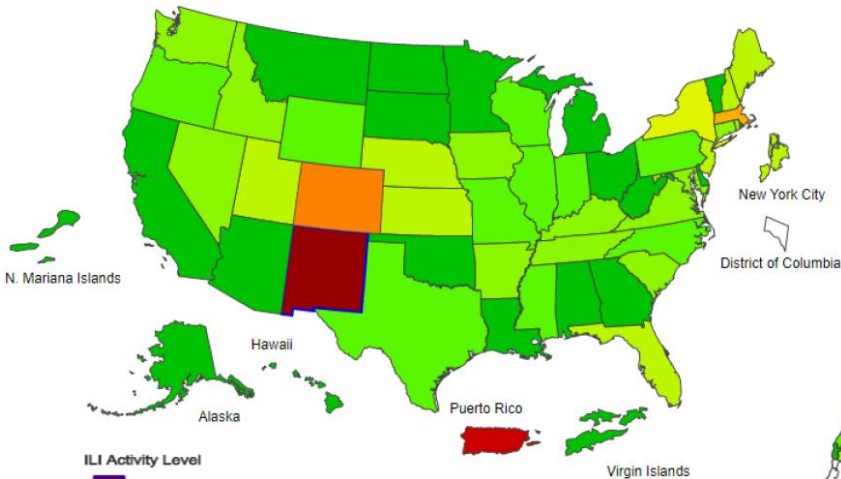 New York City
District of Columbia
N. Mariana Islands
Hawaii
Alaska
Puerto Rico
Virgin Islands
ILI Activity Level